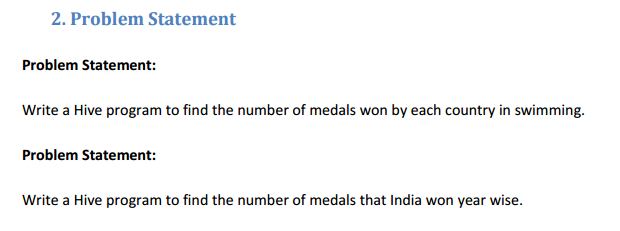 2. Problem Statement
Problem Statement:
Write a Hive program to find the number of medals won by each country in swimming.
Problem Statement:
Write a Hive program to find the number of medals that India won year wise.